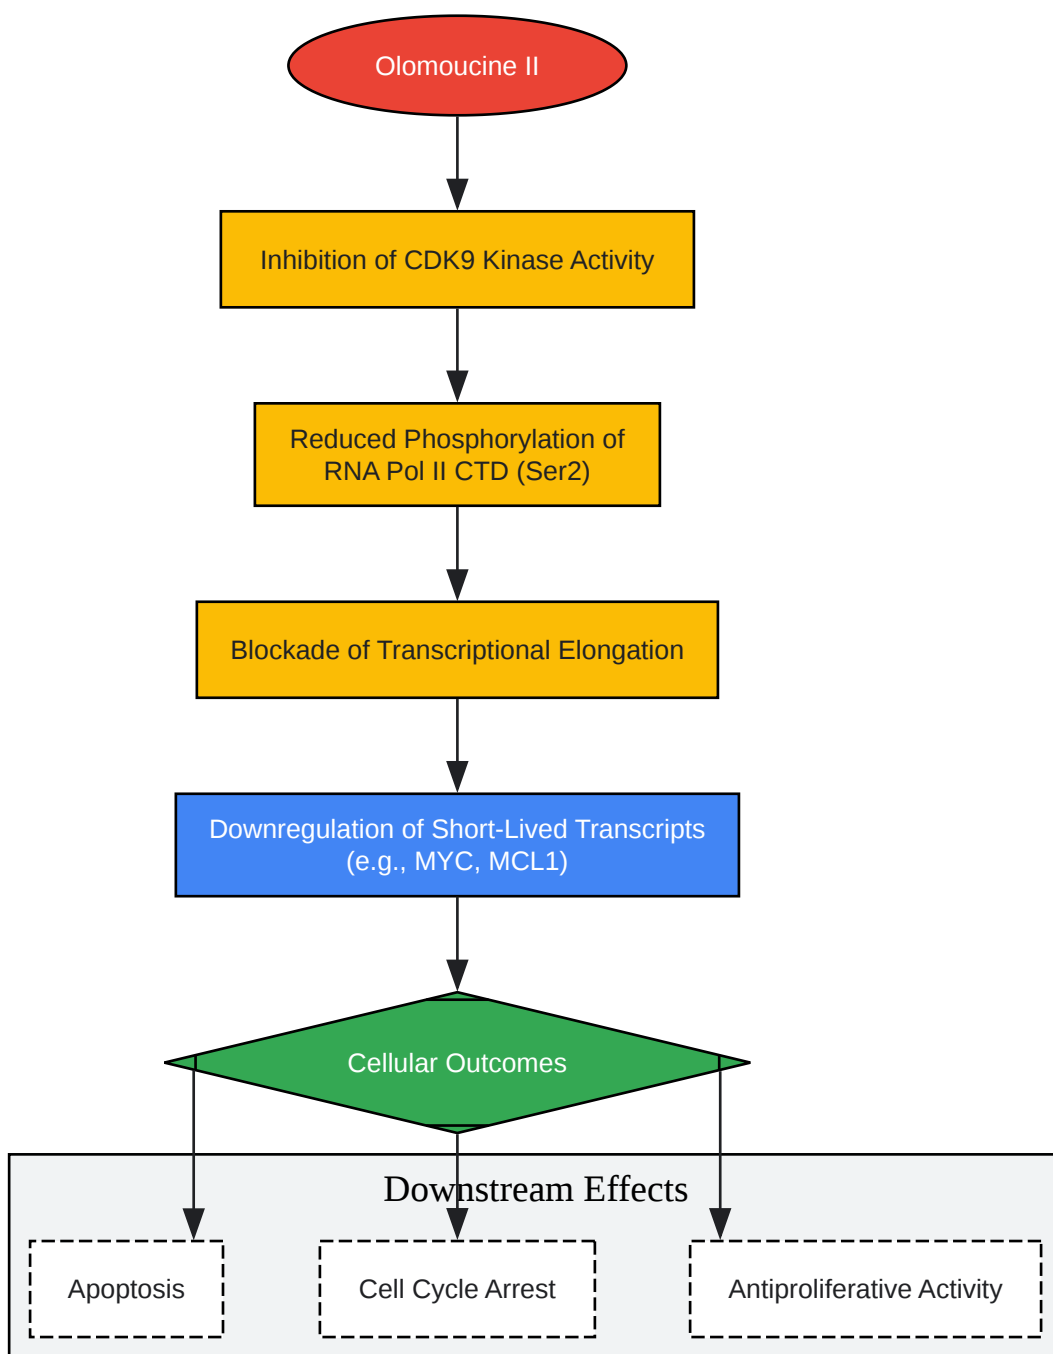 Olomoucine II
Inhibition of CDK9 Kinase Activity
Reduced Phosphorylation of
RNA Pol II CTD (Ser2)
Blockade of Transcriptional Elongation
Downregulation of Short-Lived Transcripts
(e.g., MYC, MCL1)
Cellular Outcomes
Downstream Effects
Apoptosis
Cell Cycle Arrest
Antiproliferative Activity